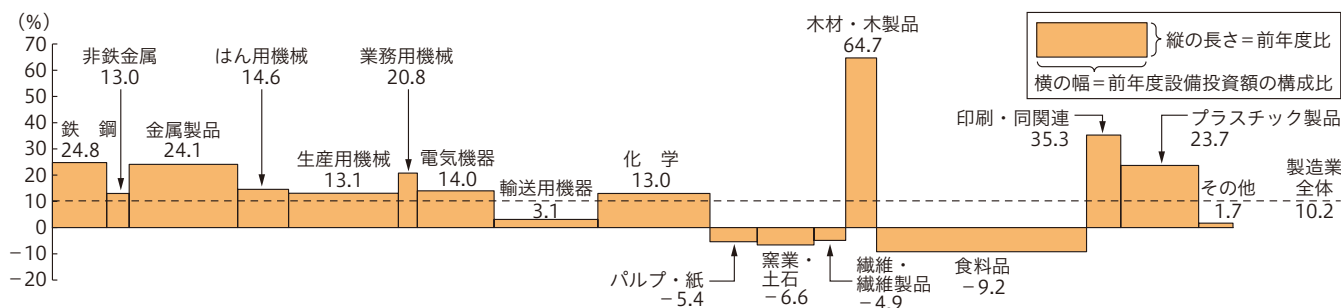 (%)
70
60
50
40
30
20
10
0
−10
−20
鉄 鋼
24.8
非鉄金属
13.0
金属製品
24.1
はん用機械
14.6
生産用機械
13.1
業務用機械
20.8
電気機器
14.0
輸送用機器
3.1
化 学
13.0
パルプ・紙
−5.4
窯業・
土石
−6.6
繊維・
繊維製品
−4.9
木材・木製品
64.7
食料品
−9.2
印刷・同関連
35.3
プラスチック製品
23.7
その他
1.7
製造業
全体
10.2
縦の長さ=前年度比
横の幅=前年度設備投資額の構成比